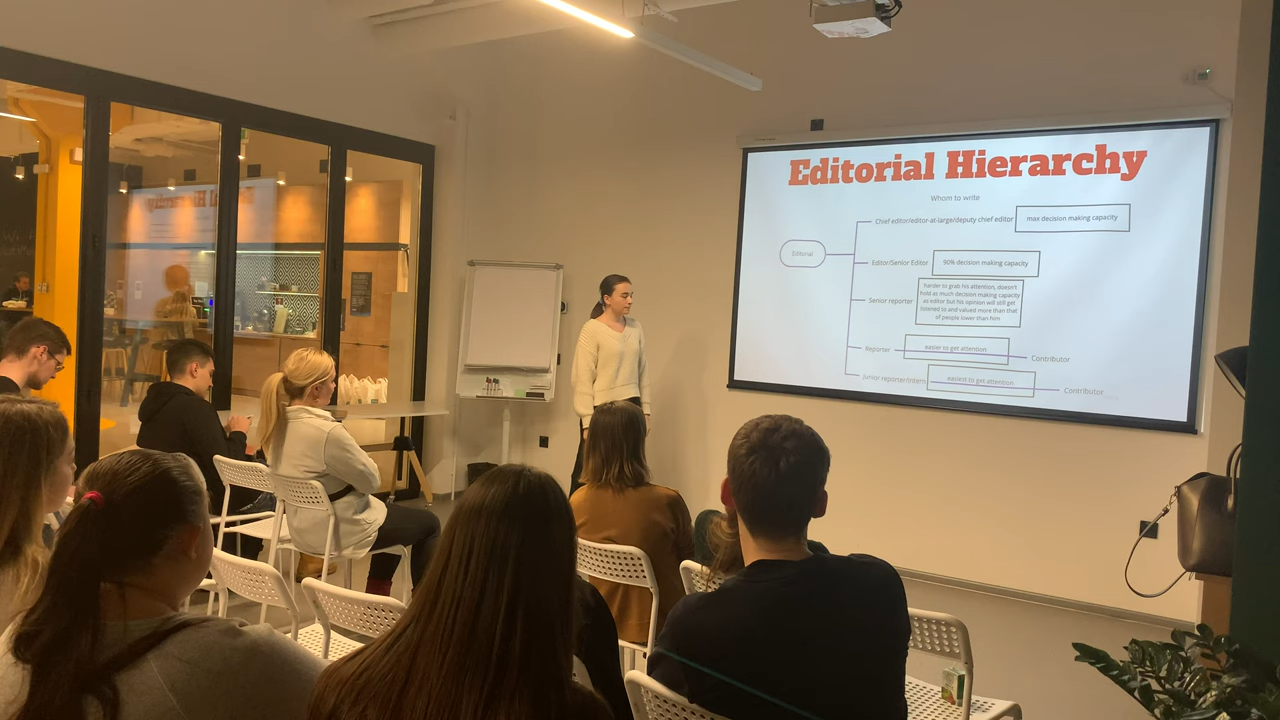 Editorial Hierarchy
Whom to write
Chief editor/editor-at-large/deputy chief editor
max decision making capacity
Editorial
Editor/Senior Editor
90% decision making capacity
Senior reporter
harder to grab his attention, doesn't
hold as much decision making capacity
as editor but his opinion will still get
listened to and valued more than that
of people lower than him
Reporter
easier to get attention
Contributor
Junior reporter/intern
easiest to get attention
Contributor